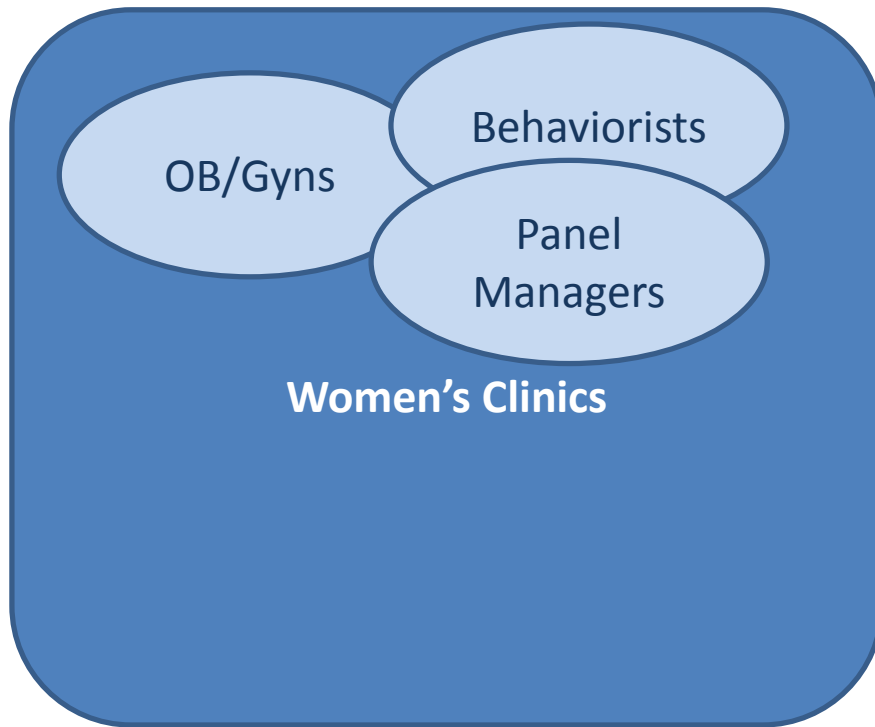 Behaviorists
OB/Gyns
Panel
Managers
Women’s Clinics